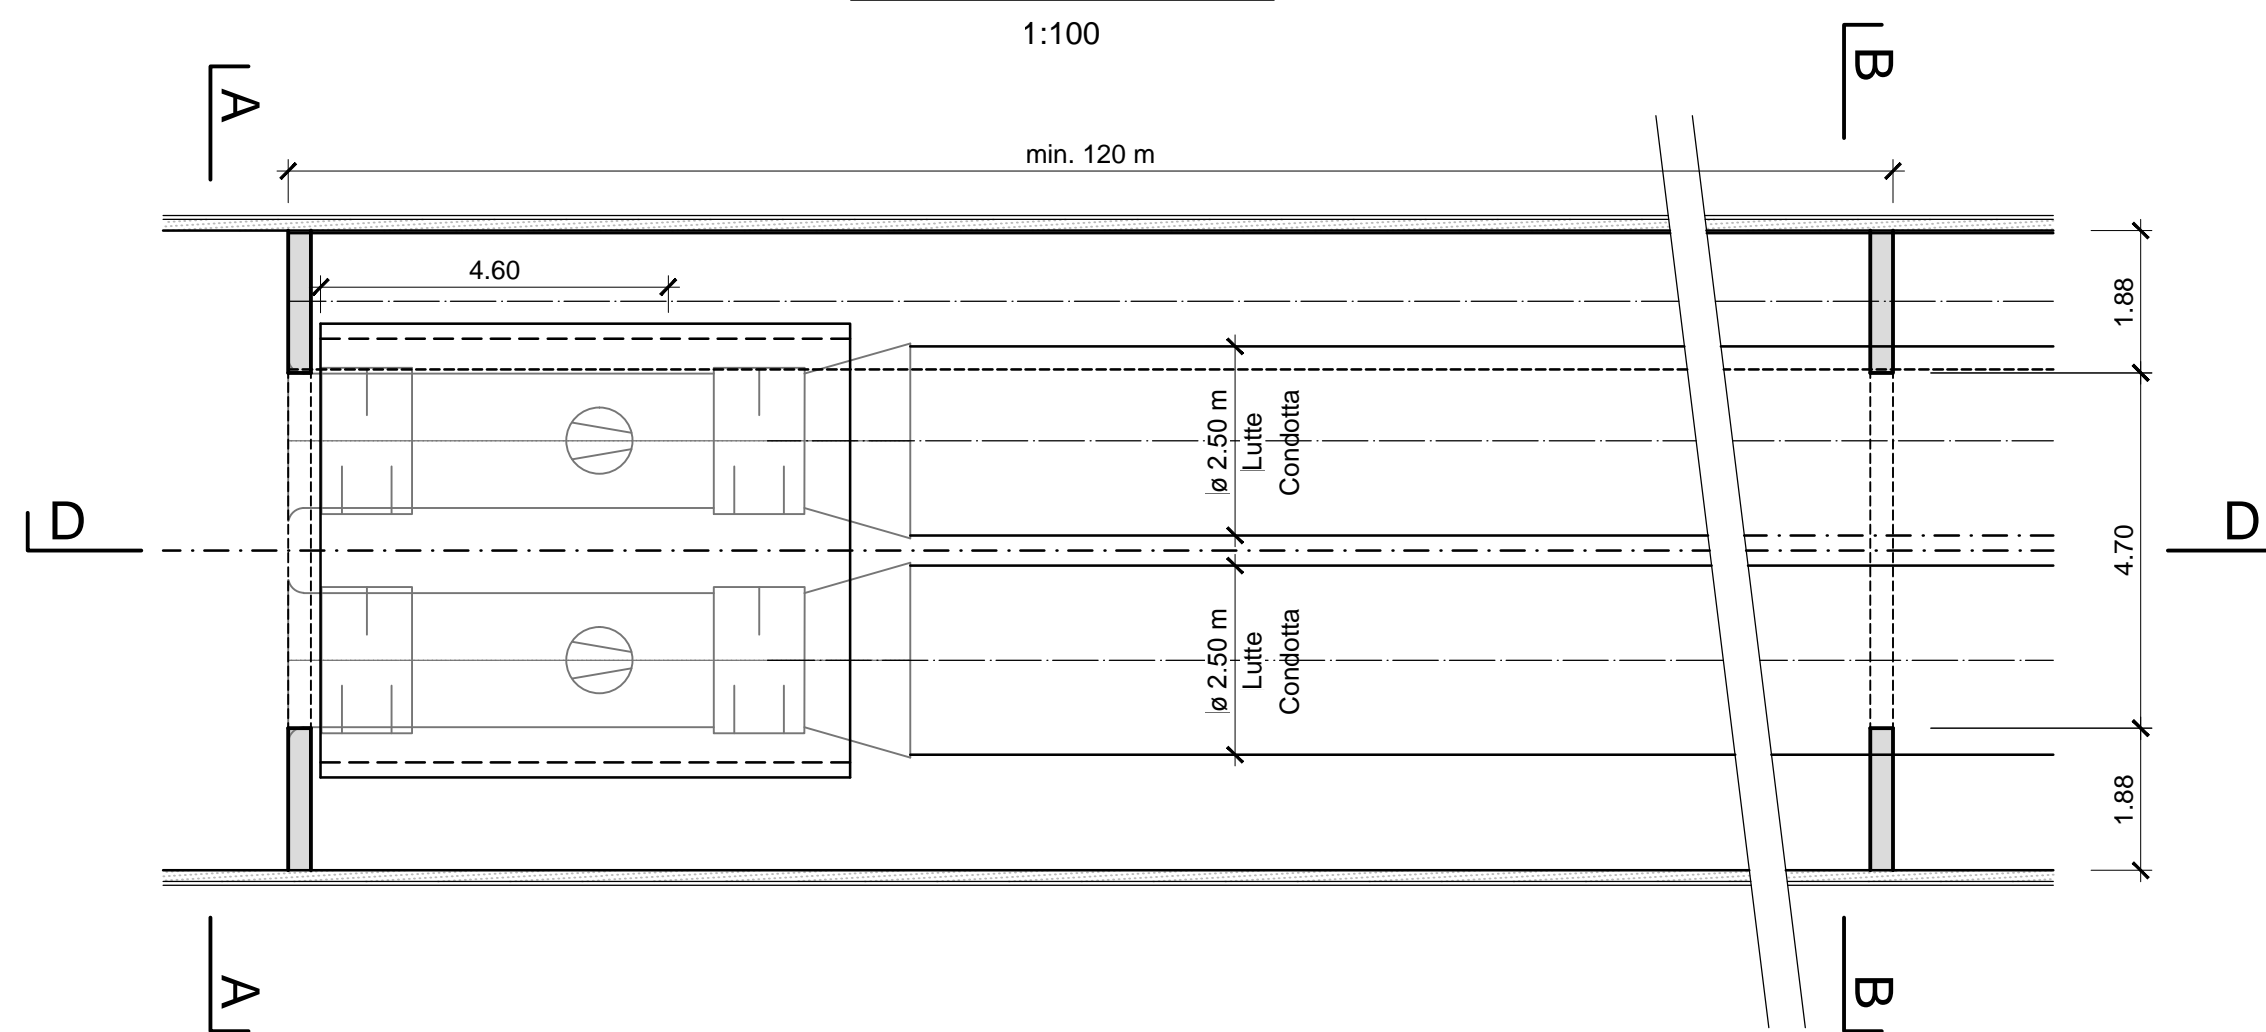 1:100
A
B
min. 120 m
4.60
1.88
ø 2.50 m
Lutte
Condotta
D
D
4.70
ø 2.50 m
Lutte
Condotta
1.88
A
B